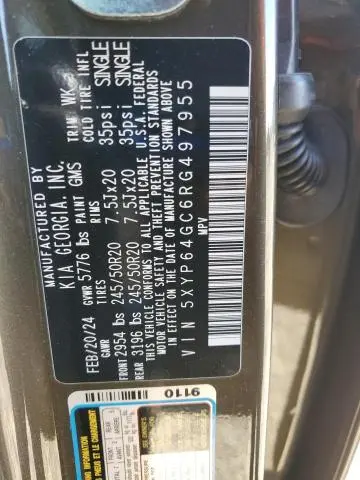 MANUFACTURED BY
KIA GEORGIA, INC.
FEB/20/24 GVWR 5776 lbs PAINT GMS TRIM WK
GAWR TIRES RIMS COLD TIRE INFL
FRONT 2954 lbs 245/50R20 7.5JX20 35psi SINGLE
REAR 3196 lbs 245/50R20 7.5JX20 35psi SINGLE
THIS VEHICLE CONFORMS TO ALL APPLICABLE U.S.A. FEDERAL
MOTOR VEHICLE SAFETY AND THEFT PREVENTION STANDARDS
IN EFFECT ON THE DATE OF MANUFACTURE SHOWN ABOVE
VIN 5XYP64GC6RG497955
MPV
9110